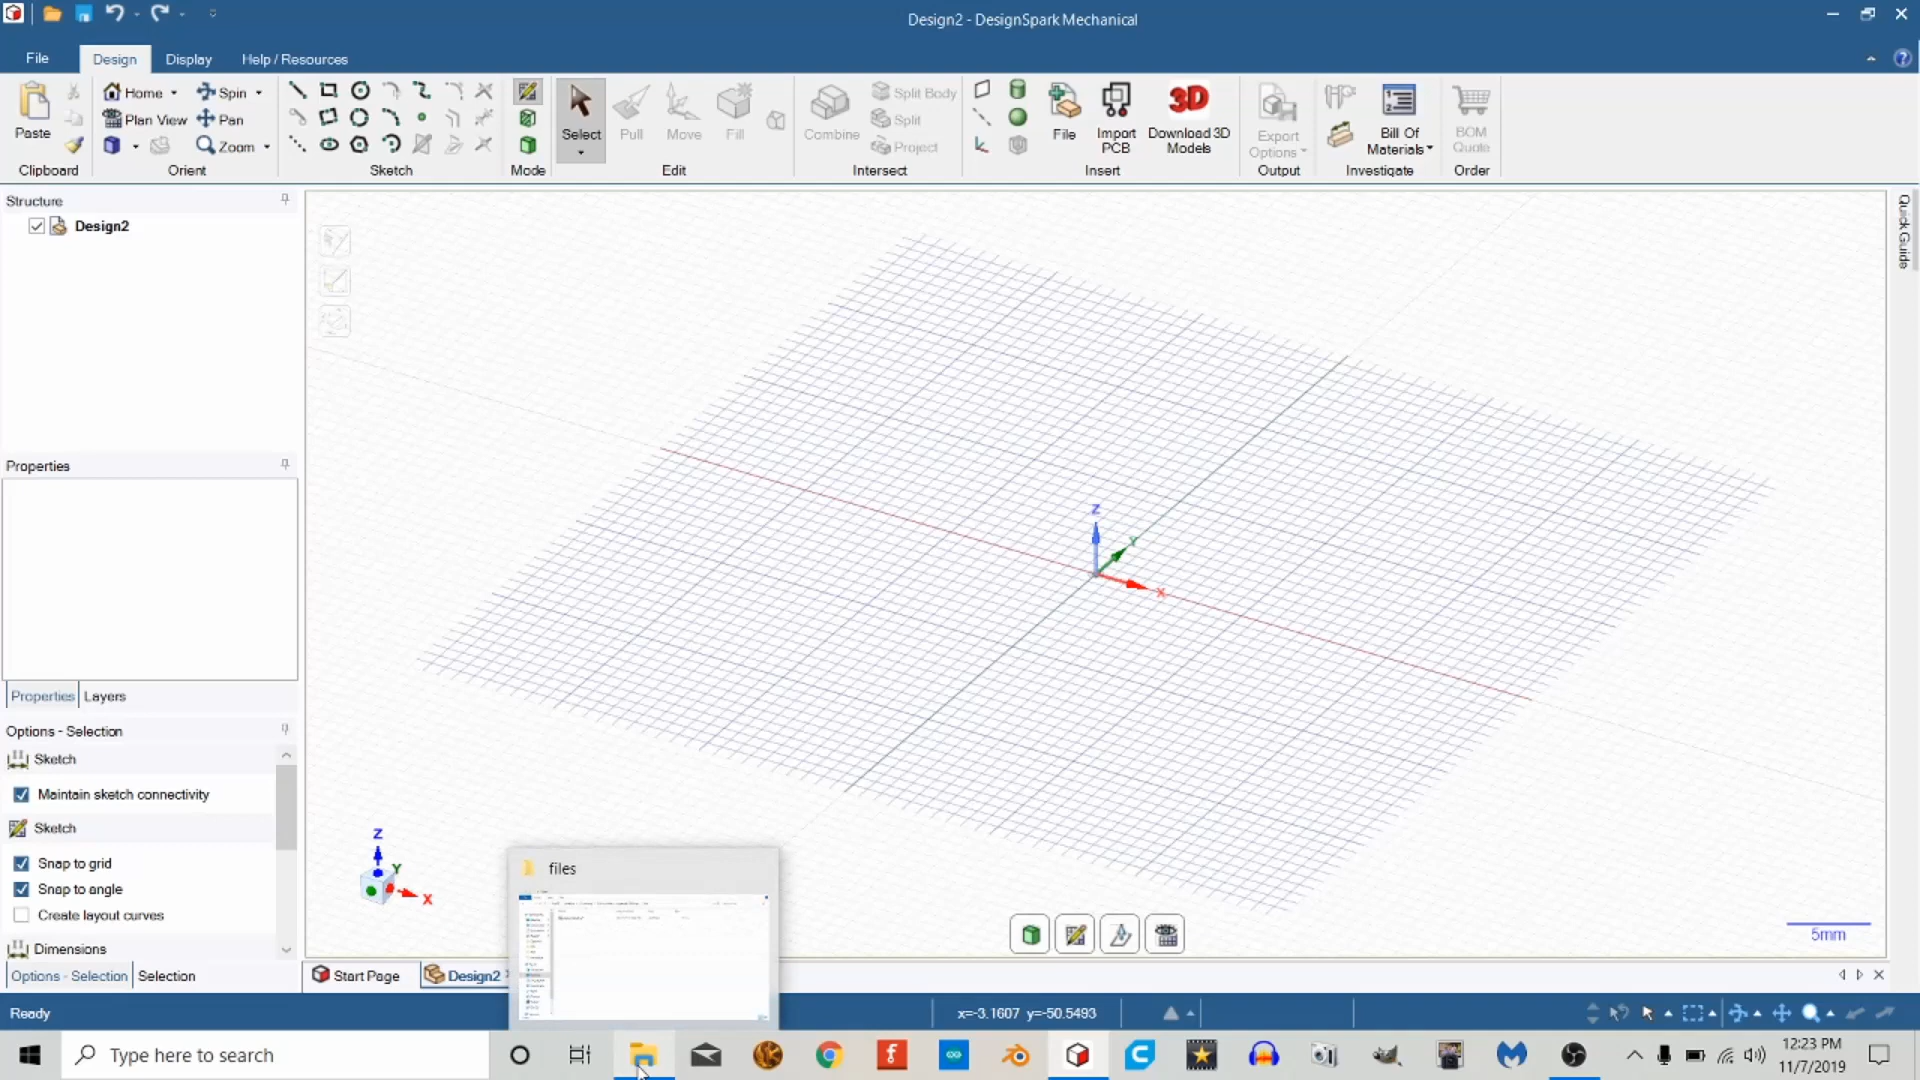 Design2 - DesignSpark Mechanical
File
Design
Display
Help / Resources
Paste
Clipboard
Home
Spin
Plan View
Pan
Zoom
Orient
Sketch
Mode
Select
Pull
Move
Fill
Edit
Combine
Split Body
Split
Project
Intersect
File
Import PCB
3D
Download 3D Models
Insert
Export Options
Output
Bill Of Materials
Investigate
BOM Quote
Order
Structure
Design2
Quick Guide
Properties
Properties
Layers
Options - Selection
Sketch
Maintain sketch connectivity
Sketch
Snap to grid
Snap to angle
Create layout curves
Dimensions
Options - Selection
Selection
Z
Y
X
Z
Y
X
5mm
files
Start Page
Design2
Ready
x=-3.1607 y=-50.5493
Type here to search
12:23 PM
11/7/2019